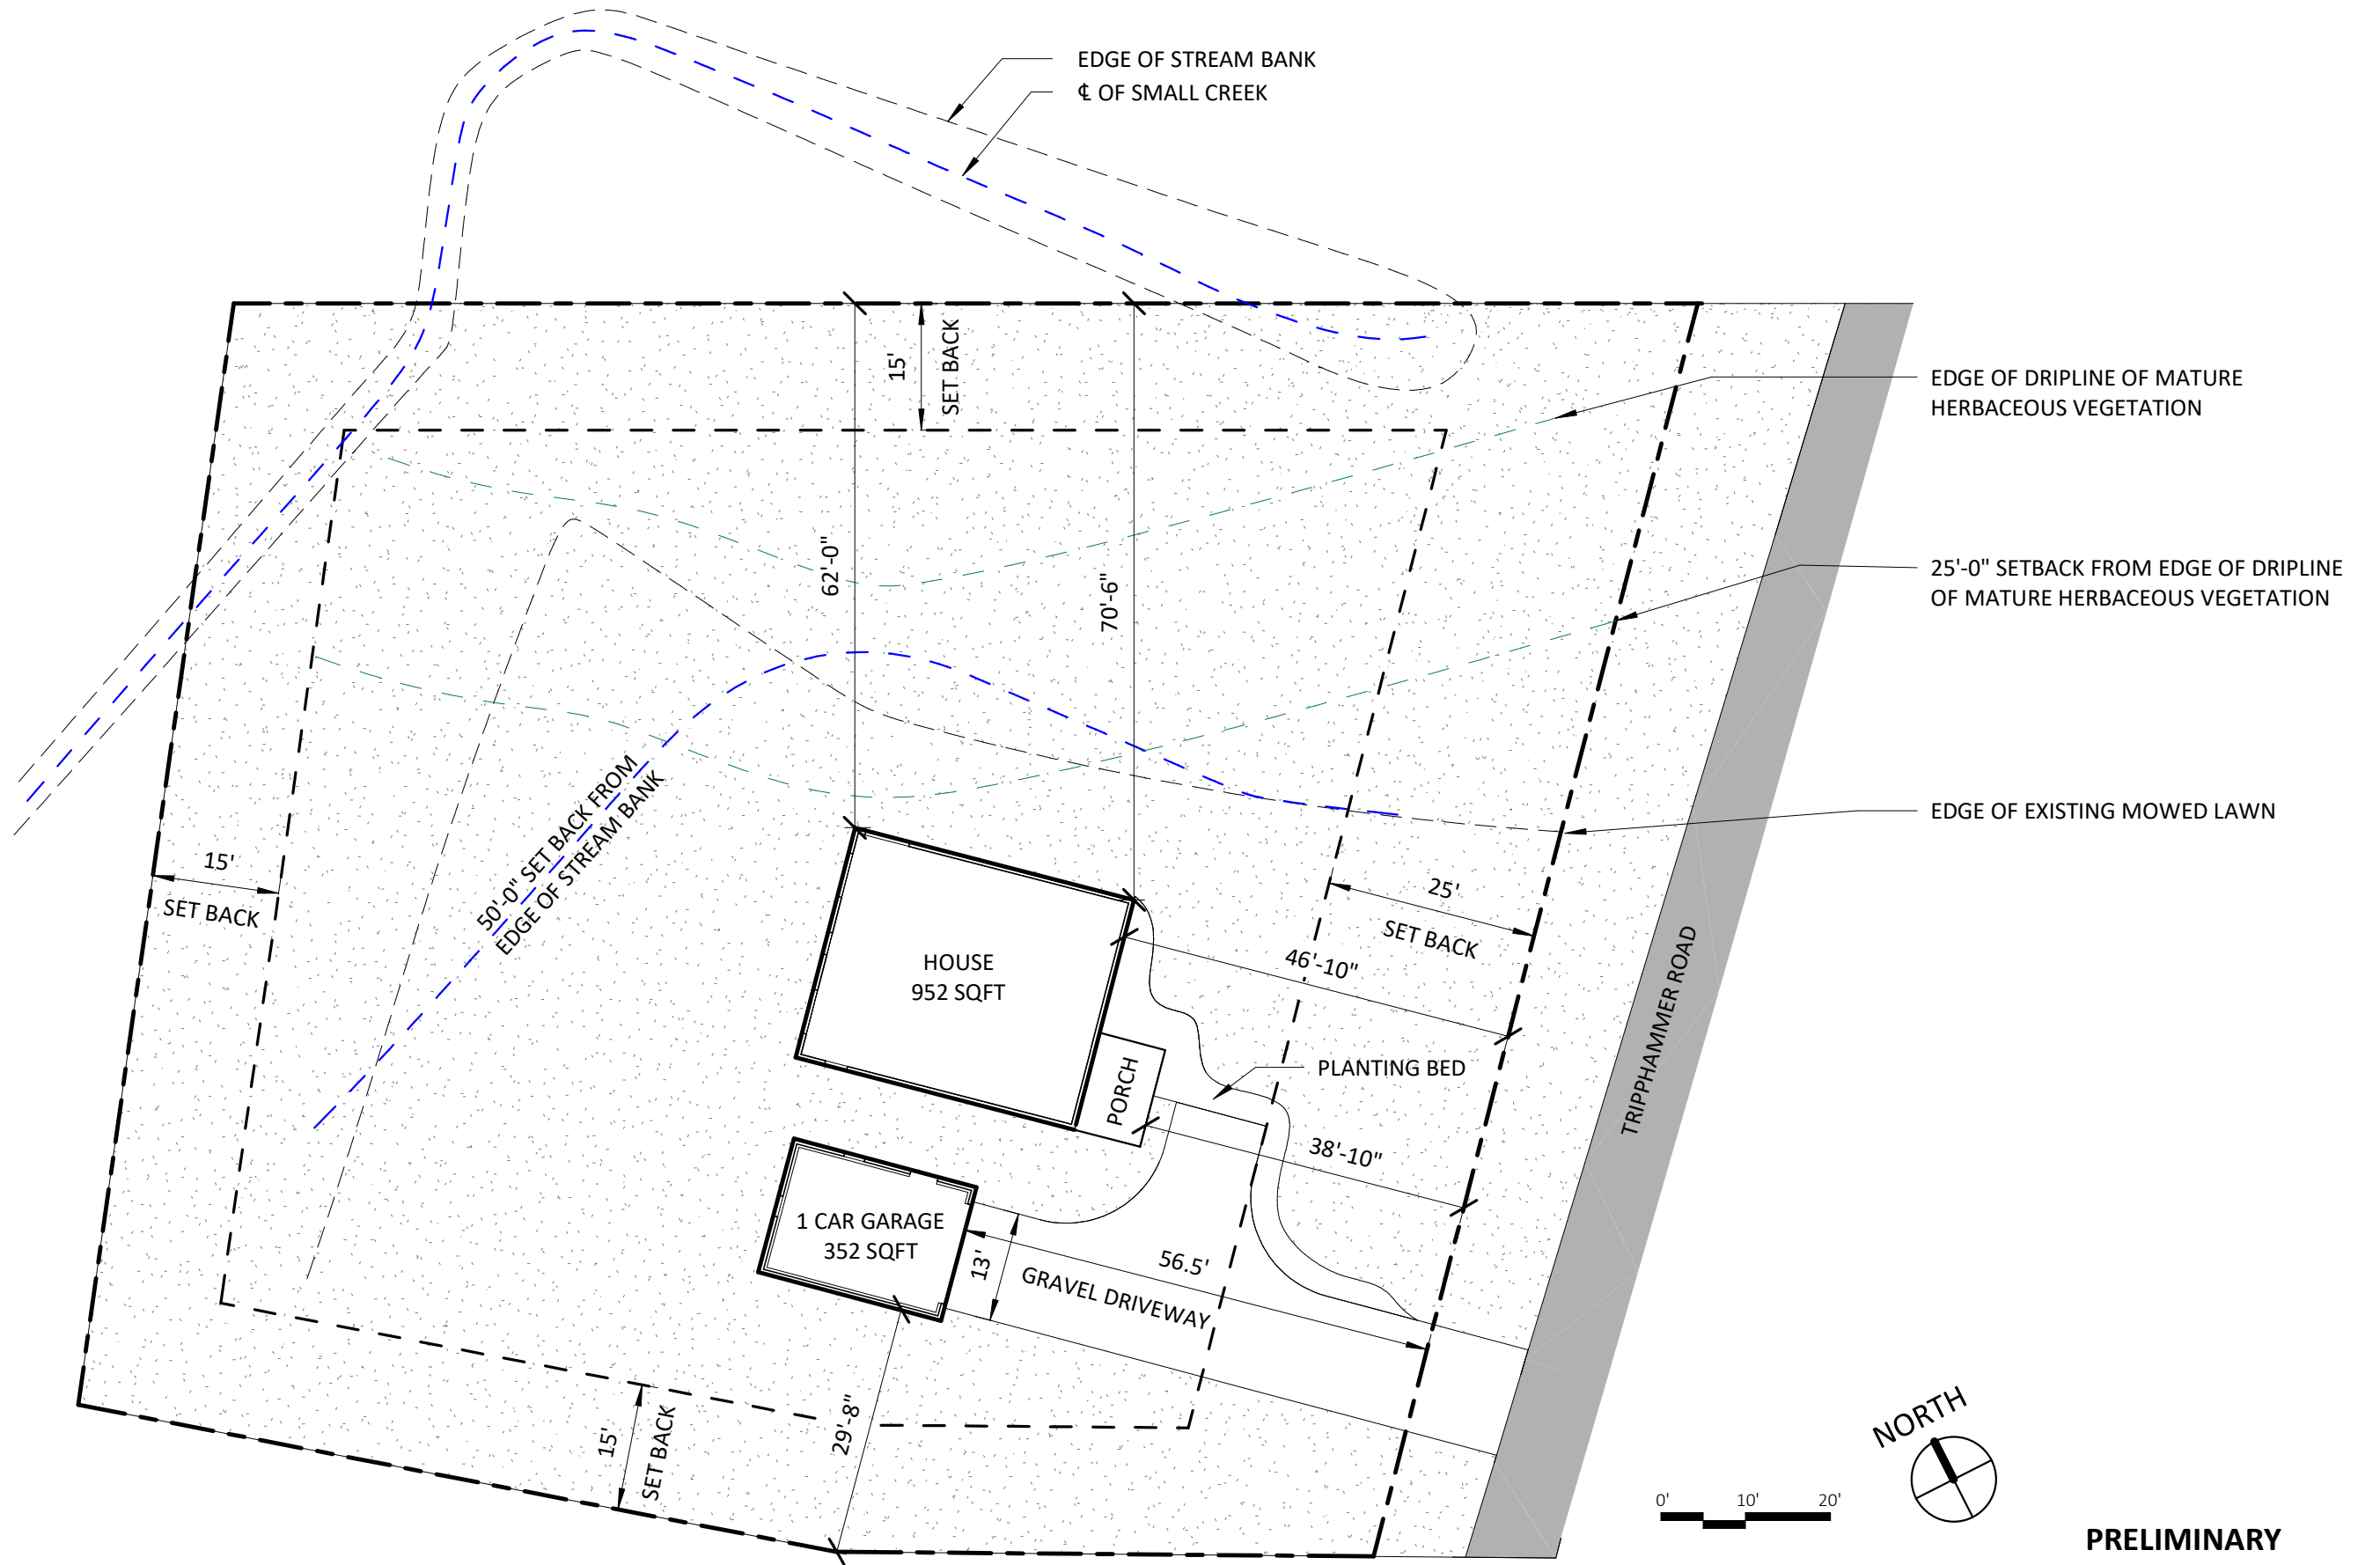 EDGE OF STREAM BANK
℄ OF SMALL CREEK
15'
SET BACK
EDGE OF DRIPLINE OF MATURE
HERBACEOUS VEGETATION
62'-0"
70'-6"
25'-0" SETBACK FROM EDGE OF DRIPLINE
OF MATURE HERBACEOUS VEGETATION
50'-0" SET BACK FROM
EDGE OF STREAM BANK
EDGE OF EXISTING MOWED LAWN
15'
SET BACK
25'
SET BACK
46'-10"
HOUSE
952 SQFT
TRIPPHAMMER ROAD
PLANTING BED
PORCH
38'-10"
1 CAR GARAGE
352 SQFT
13'
56.5'
GRAVEL DRIVEWAY
29'-8"
15'
SET BACK
NORTH
0' 10' 20'
PRELIMINARY